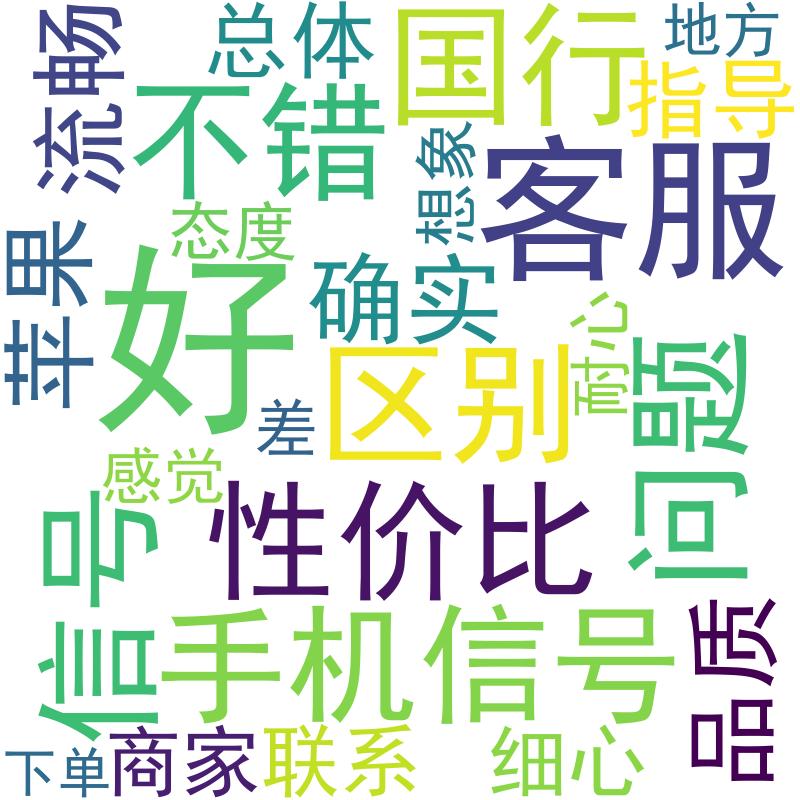 流畅
总体
国行
地方
不错
指导
想象
客服
态度
苹果
好
确实
耐心
区别
问题
差
感觉
性价比
信号
手机信号
品质
下单
商家
联系
细心